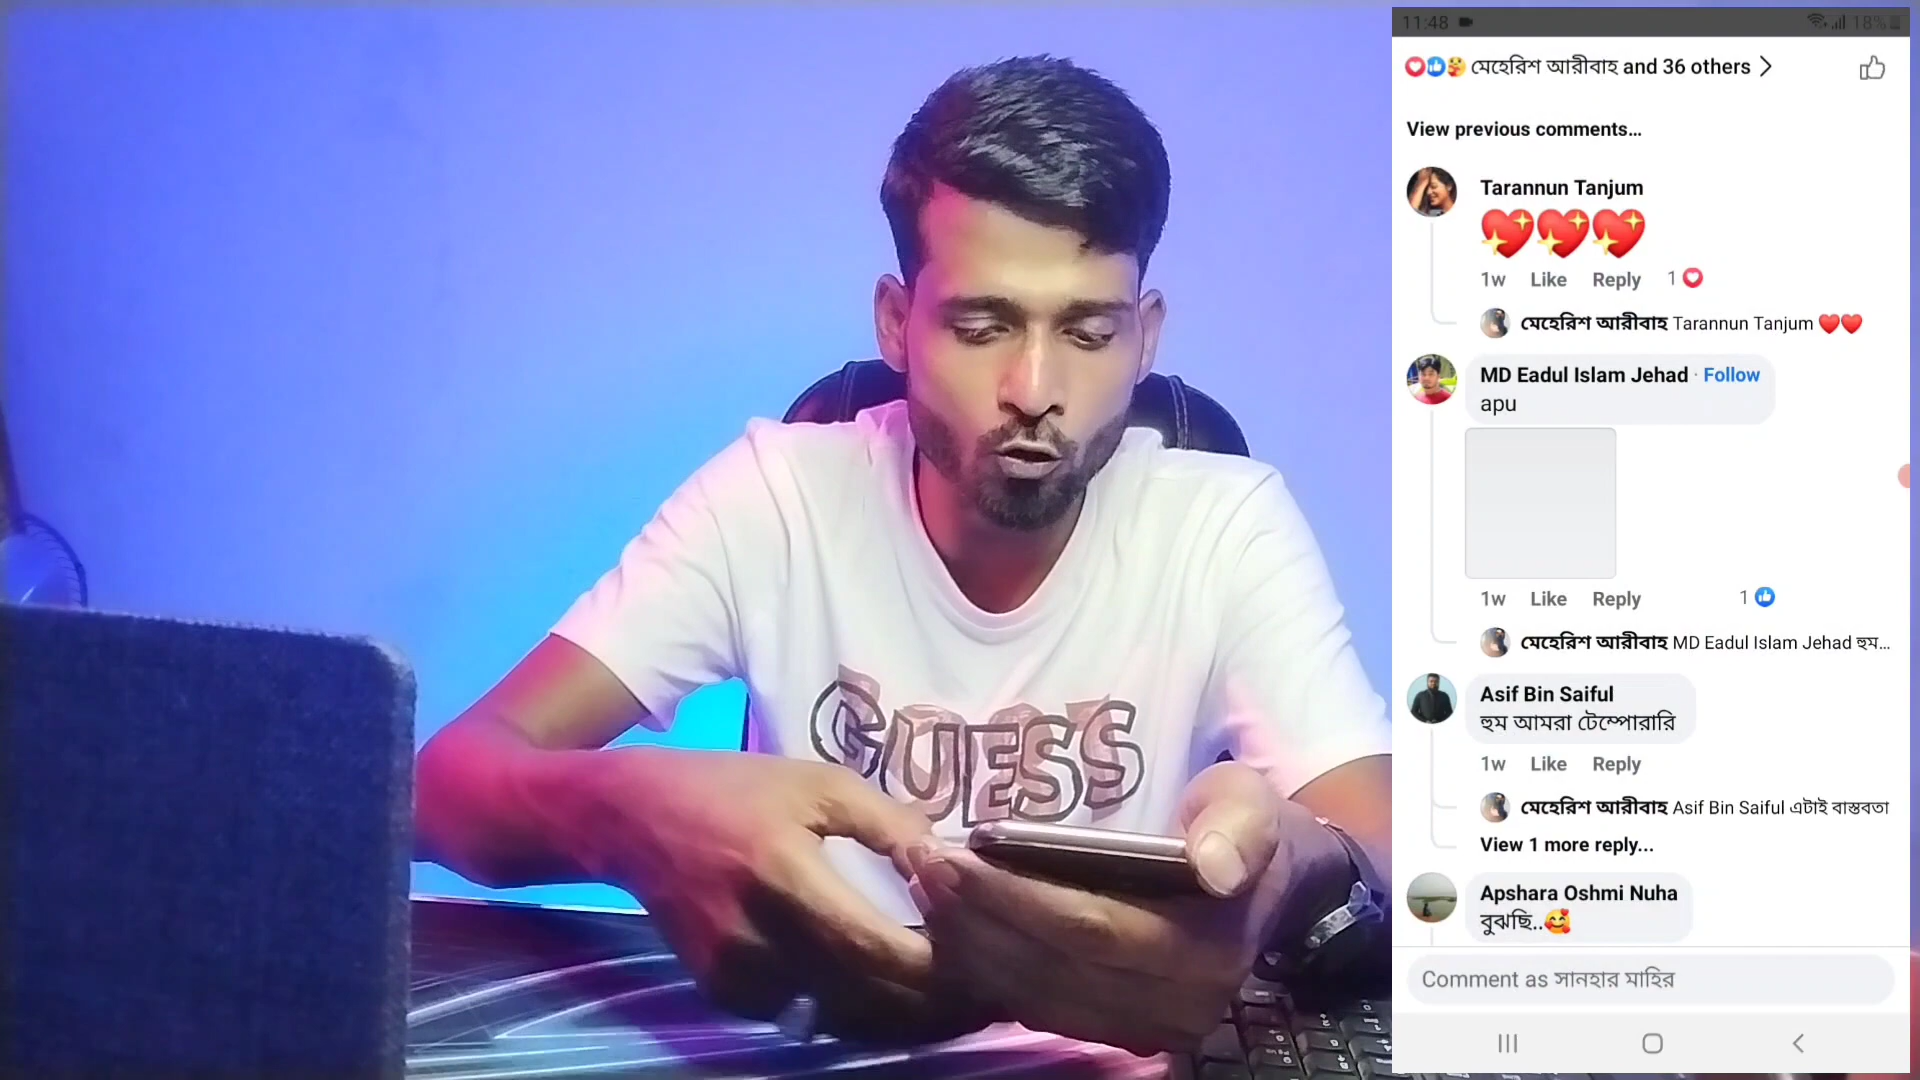 GUESS
11:48
18%
মেহেরিশ আরীবাহ and 36 others
View previous comments...
Tarannun Tanjum
1w Like Reply 1
মেহেরিশ আরীবাহ Tarannun Tanjum
MD Eadul Islam Jehad · Follow
apu
1w Like Reply 1
মেহেরিশ আরীবাহ MD Eadul Islam Jehad হুম...
Asif Bin Saiful
হুম আমরা টেম্পোরারি
1w Like Reply
মেহেরিশ আরীবাহ Asif Bin Saiful এটাই বাস্তবতা
View 1 more reply...
Apshara Oshmi Nuha
বুঝছি..🥰
Comment as সানহার মাহির